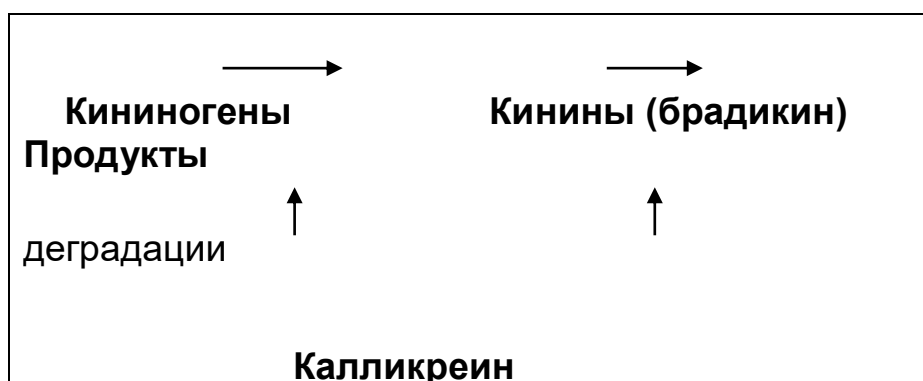 Кининогены Кинины (брадикин)
Продукты
деградации
Калликреин